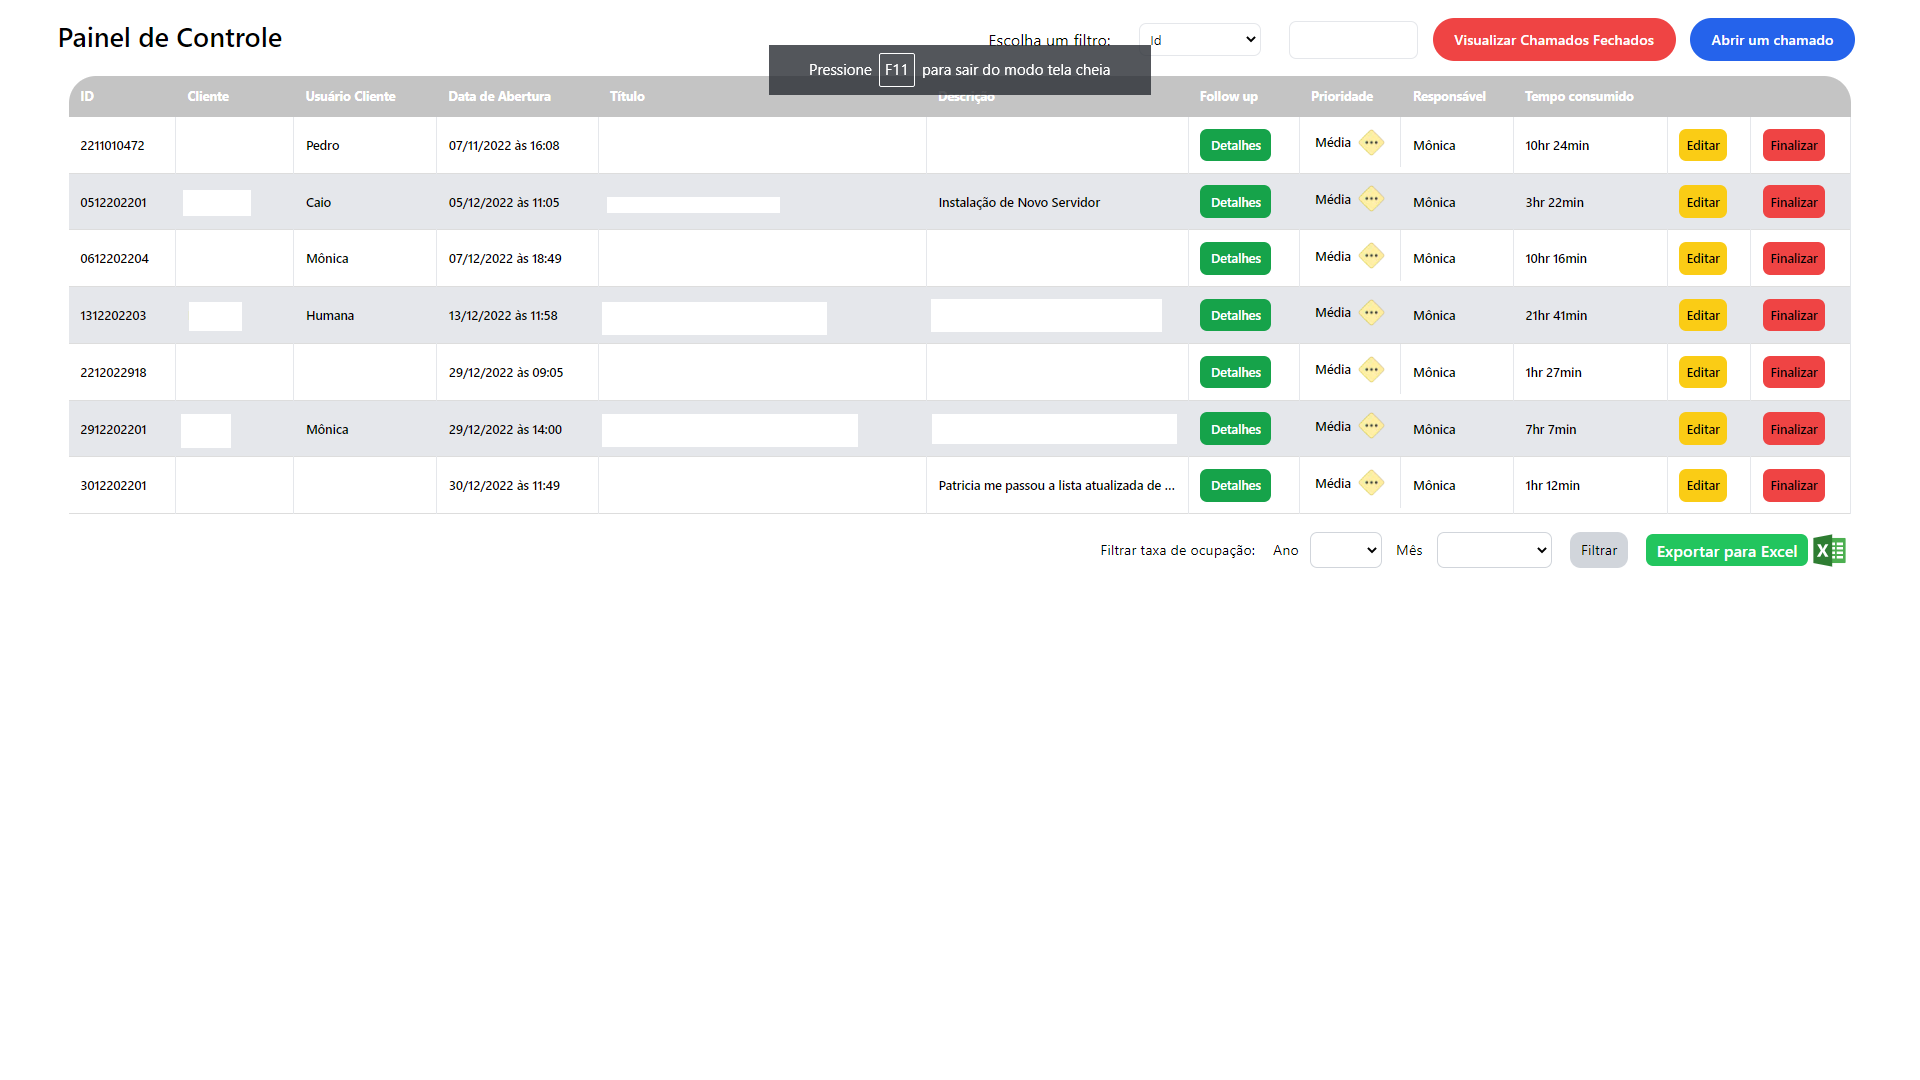 Painel de Controle
Escolha um filtro: Id Visualizar Chamados Fechados Abrir um chamado
Pressione F11 para sair do modo tela cheia
ID Cliente Usuário Cliente Data de Abertura Título Descrição Follow up Prioridade Responsável Tempo consumido
2211010472 Pedro 07/11/2022 às 16:08 Detalhes Média Mônica 10hr 24min Editar Finalizar
0512202201 Caio 05/12/2022 às 11:05 Instalação de Novo Servidor Detalhes Média Mônica 3hr 22min Editar Finalizar
0612202204 Mônica 07/12/2022 às 18:49 Detalhes Média Mônica 10hr 16min Editar Finalizar
1312202203 Humana 13/12/2022 às 11:58 Detalhes Média Mônica 21hr 41min Editar Finalizar
2212022918 29/12/2022 às 09:05 Detalhes Média Mônica 1hr 27min Editar Finalizar
2912202201 Mônica 29/12/2022 às 14:00 Detalhes Média Mônica 7hr 7min Editar Finalizar
3012202201 30/12/2022 às 11:49 Patricia me passou a lista atualizada de ... Detalhes Média Mônica 1hr 12min Editar Finalizar
Filtrar taxa de ocupação: Ano Mês Filtrar Exportar para Excel X